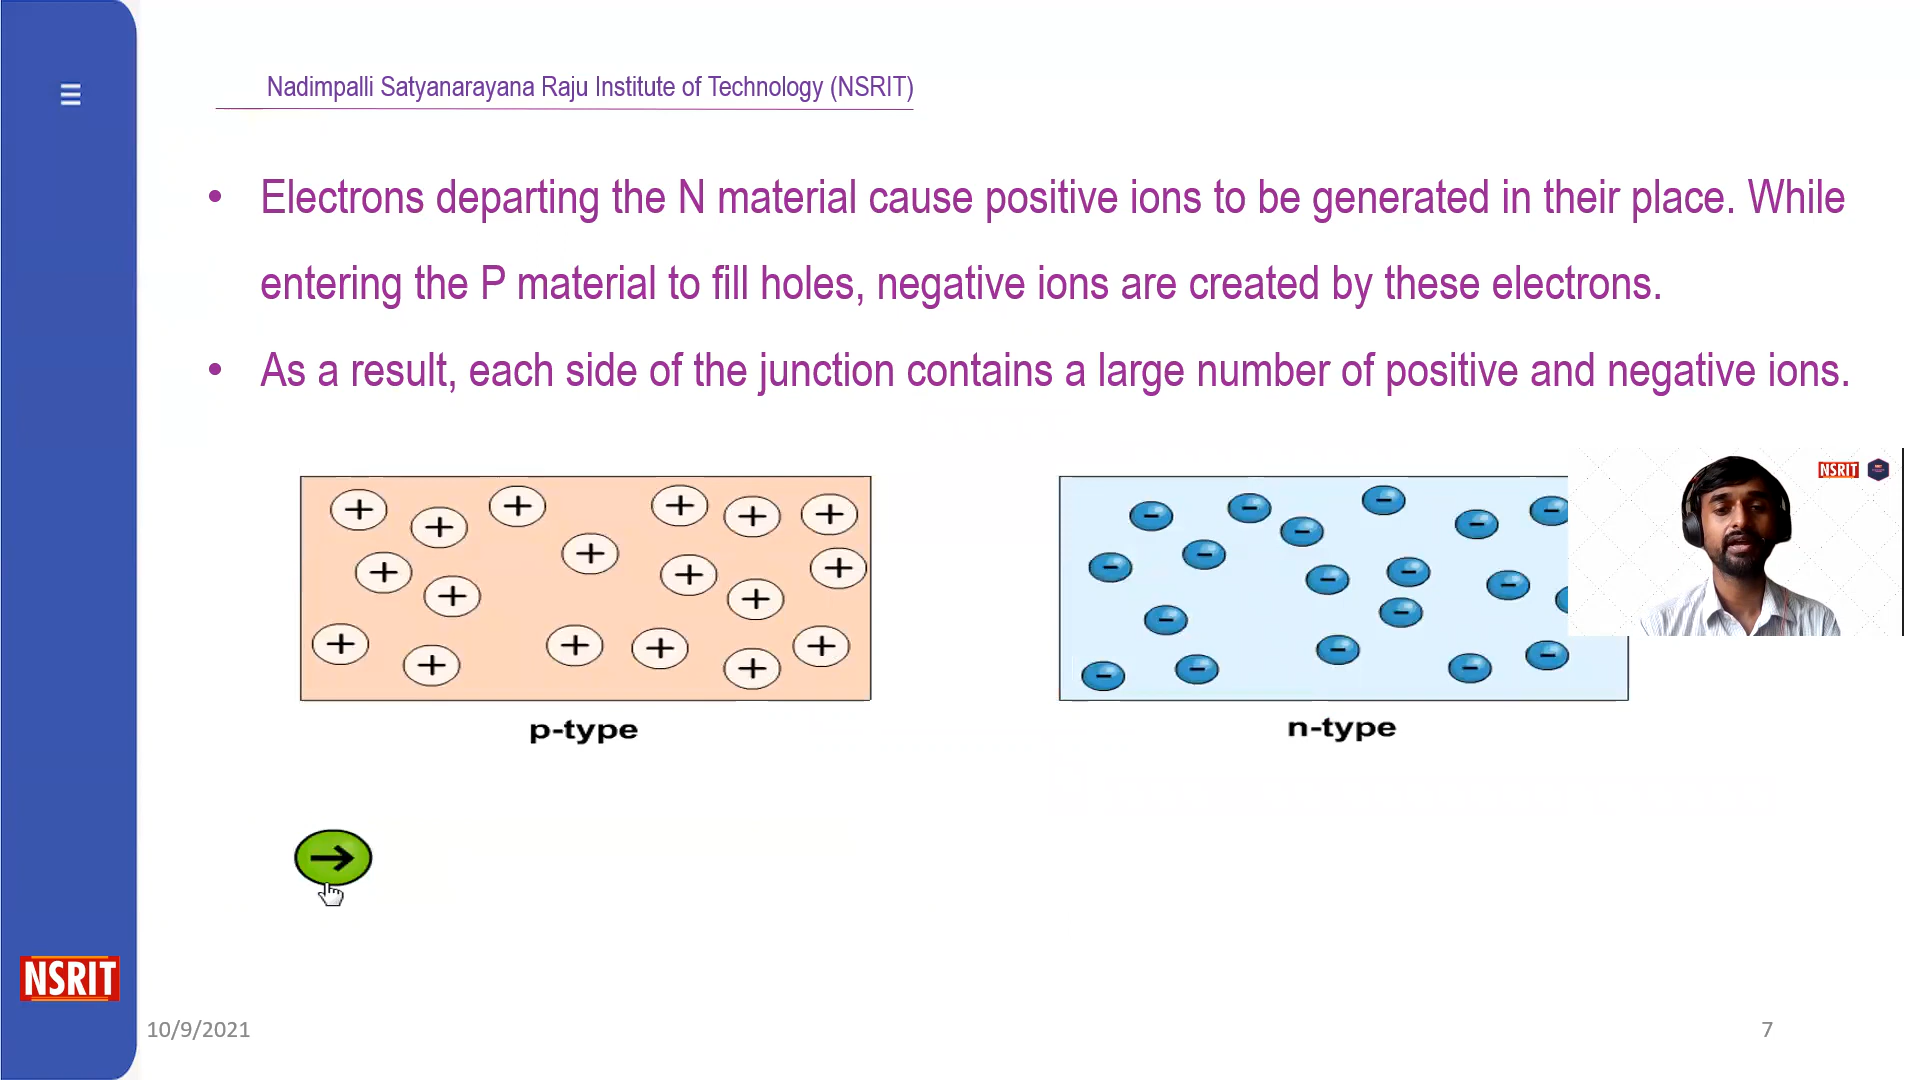 Nadimpalli Satyanarayana Raju Institute of Technology (NSRIT)
• Electrons departing the N material cause positive ions to be generated in their place. While
entering the P material to fill holes, negative ions are created by these electrons.
• As a result, each side of the junction contains a large number of positive and negative ions.
NSRIT
p-type
n-type
NSRIT
10/9/2021
7